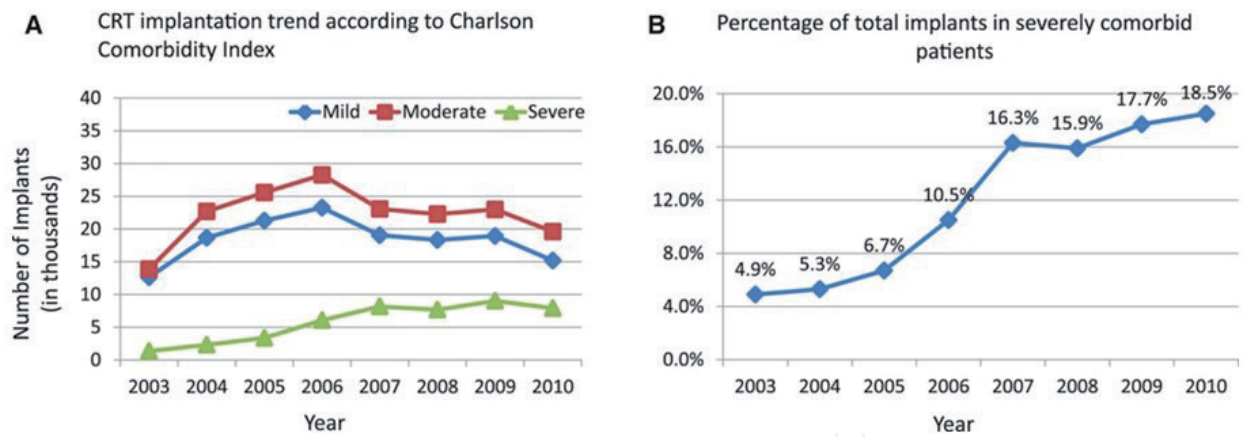 A
CRT implantation trend according to Charlson
Comorbidity Index
40
35
30
25
20
15
10
5
0
Number of Implants
(in thousands)
Mild Moderate Severe
2003 2004 2005 2006 2007 2008 2009 2010
Year
B
Percentage of total implants in severely comorbid
patients
20.0%
16.0%
12.0%
8.0%
4.0%
0.0%
4.9% 5.3% 6.7% 10.5% 16.3% 15.9% 17.7% 18.5%
2003 2004 2005 2006 2007 2008 2009 2010
Year